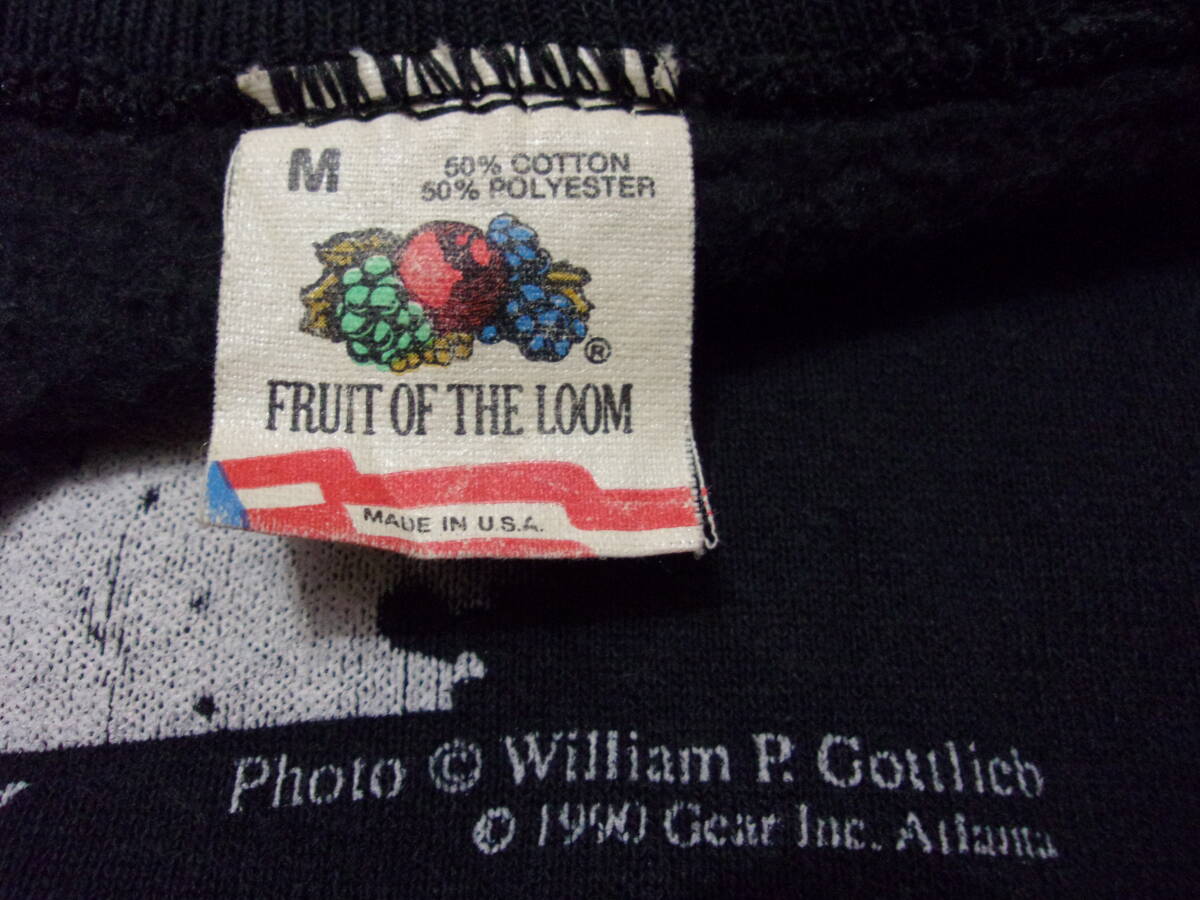 M
50% COTTON
50% POLYESTER
®
FRUIT OF THE LOOM
MADE IN U.S.A.
Photo © William P. Gottlieb
© 1990 Gear Inc. Atlanta